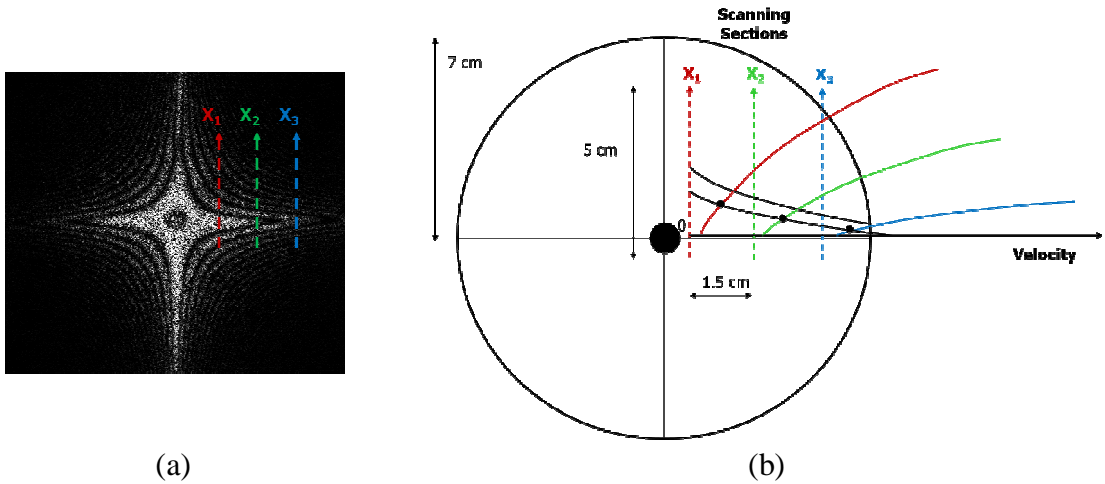 X₁
X₂
X₃
(a)
Scanning
Sections
7 cm
X₁
X₂
X₃
5 cm
0
Velocity
1.5 cm
(b)